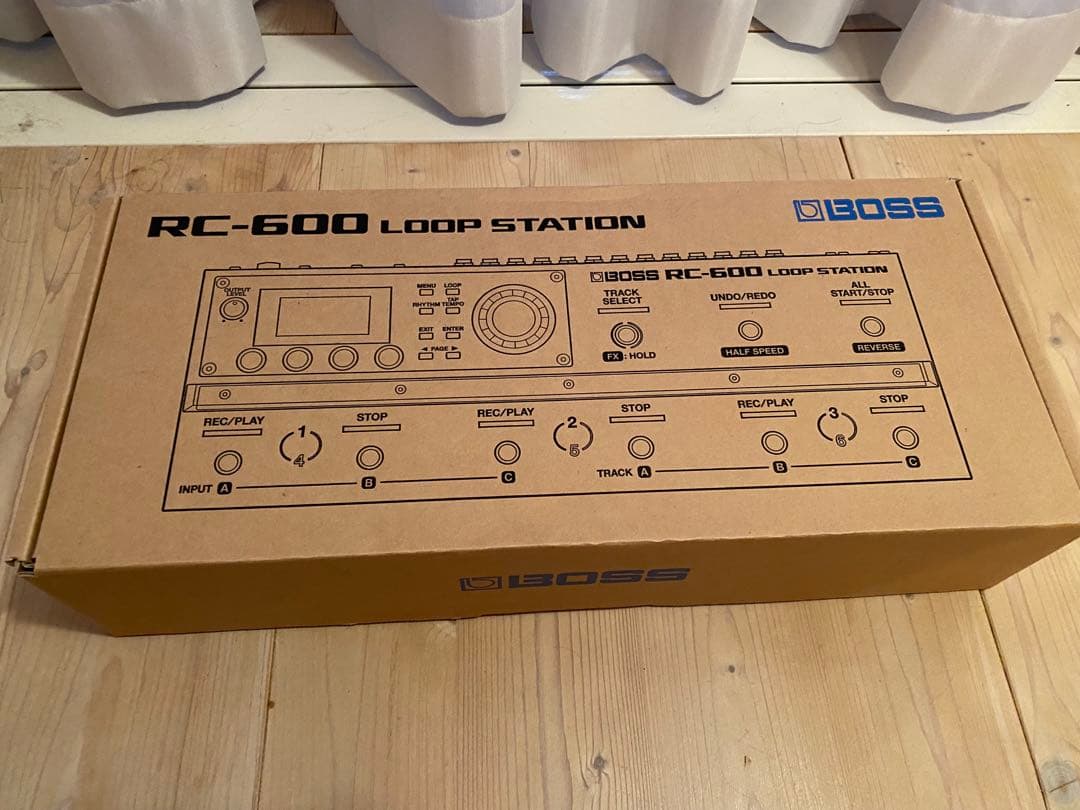 RC-600 LOOP STATION
BOSS
BOSS RC-600 LOOP STATION
OUTPUT
LEVEL
MENU LOOP
RHYTHM TAP TEMPO
EXIT ENTER
◄ PAGE ►
TRACK
SELECT
FX : HOLD
UNDO/REDO
HALF SPEED
ALL
START/STOP
REVERSE
REC/PLAY
1
4
STOP
REC/PLAY
2
5
STOP
REC/PLAY
3
6
STOP
INPUT A B C
TRACK A B C
BOSS